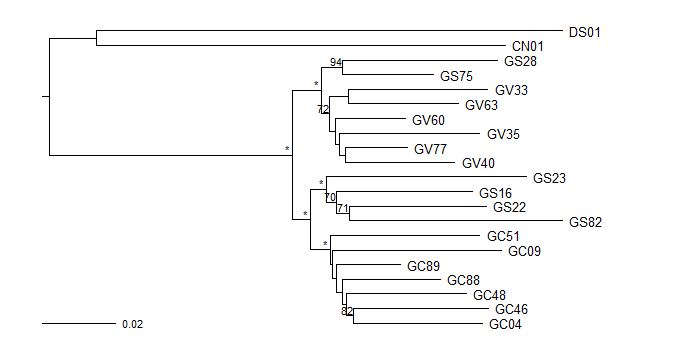 DS01
CN01
94
GS28
*
GS75
GV33
72
GV63
GV60
GV35
*
GV77
GV40
*
GS23
70
GS16
71
GS22
*
GS82
*
GC51
GC09
GC89
GC88
GC48
82
GC46
GC04
0.02